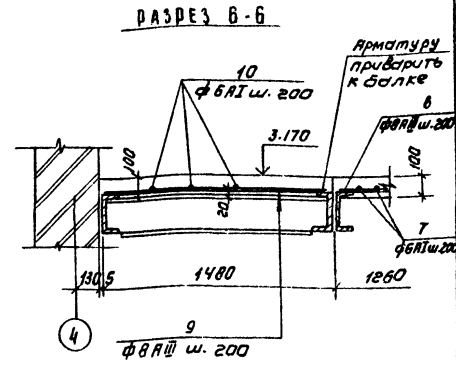 РАЗРЕЗ 6-6
Арматуру
приварить
к балке
10
ф6АI ш. 200
8
ф8АIII ш. 200
3.170
100
100
20
7
ф6АI ш. 200
130
5
1480
1260
4
9
ф8АIII ш. 200